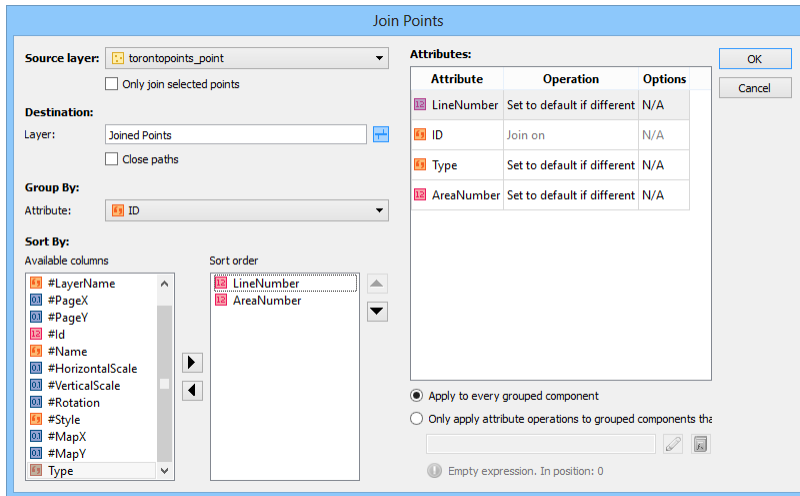 Join Points
Source layer: torontopoints_point
Only join selected points
Destination:
Layer: Joined Points
Close paths
Group By:
Attribute: ID
Sort By:
Available columns
#LayerName
#PageX
#PageY
#Id
#Name
#HorizontalScale
#VerticalScale
#Rotation
#Style
#MapX
#MapY
Type
Sort order
LineNumber
AreaNumber
Attributes:
Attribute Operation Options
LineNumber Set to default if different N/A
ID Join on N/A
Type Set to default if different N/A
AreaNumber Set to default if different N/A
Apply to every grouped component
Only apply attribute operations to grouped components tha
Empty expression. In position: 0
OK
Cancel